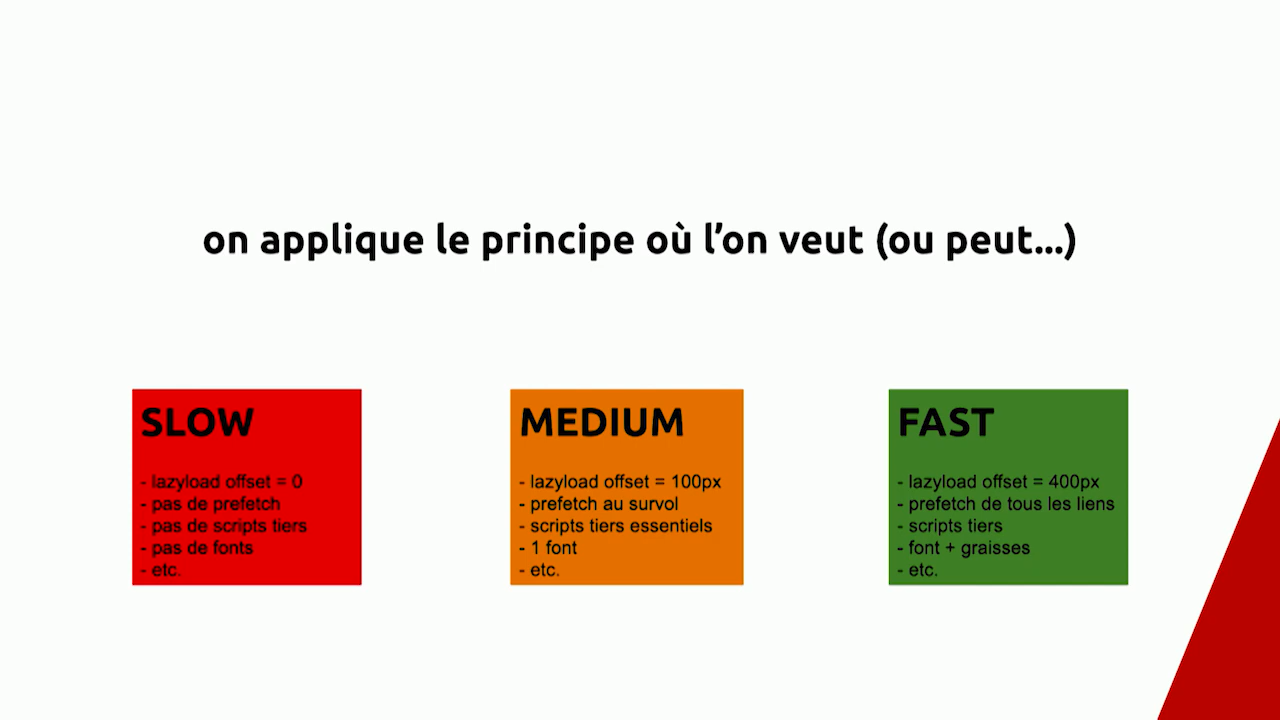 on applique le principe où l’on veut (ou peut...)
SLOW
- lazyload offset = 0
- pas de prefetch
- pas de scripts tiers
- pas de fonts
- etc.
MEDIUM
- lazyload offset = 100px
- prefetch au survol
- scripts tiers essentiels
- 1 font
- etc.
FAST
- lazyload offset = 400px
- prefetch de tous les liens
- scripts tiers
- font + graisses
- etc.